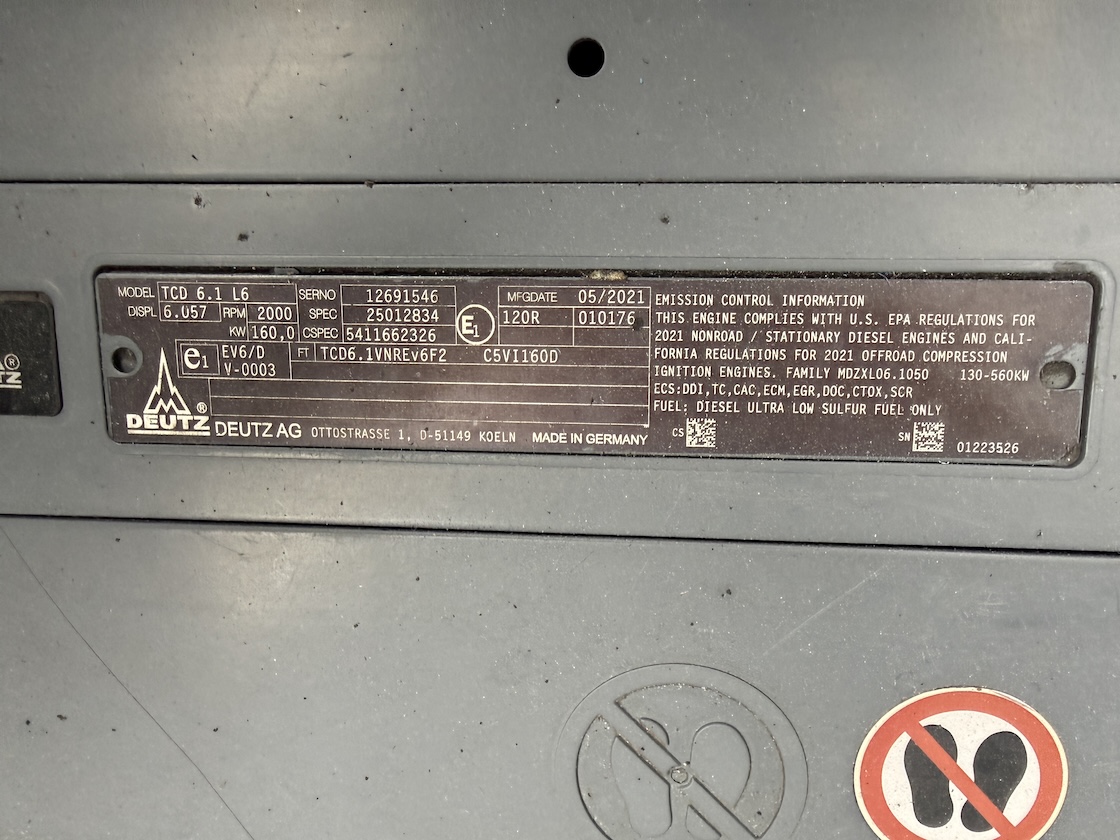 MODEL TCD 6.1 L6 SERNO 12691546 MFGDATE 05/2021
DISPL 6.057 RPM 2000 SPEC 25012834 E1 120R 010176
KW 160,0 CSPEC 5411662326
e1 EV6/D FT TCD6.1VNREv6F2 C5VI160D
V-0003
DEUTZ®
DEUTZ AG OTTOSTRASSE 1, D-51149 KOELN MADE IN GERMANY
EMISSION CONTROL INFORMATION
THIS ENGINE COMPLIES WITH U.S. EPA REGULATIONS FOR
2021 NONROAD / STATIONARY DIESEL ENGINES AND CALI-
FORNIA REGULATIONS FOR 2021 OFFROAD COMPRESSION
IGNITION ENGINES. FAMILY MDZXL06.1050 130-560KW
ECS:DDI,TC,CAC,ECM,EGR,DOC,CTOX,SCR
FUEL: DIESEL ULTRA LOW SULFUR FUEL ONLY
CS SN 01223526